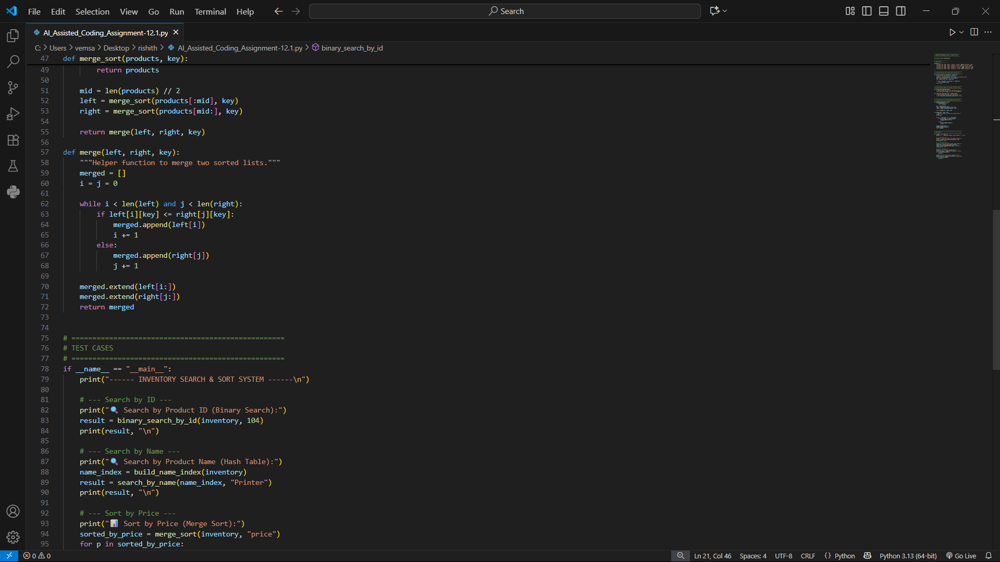 File Edit Selection View Go Run Terminal Help Search
AI_Assisted_Coding_Assignment-12.1.py
C: > Users > vemsa > Desktop > rishith > AI_Assisted_Coding_Assignment-12.1.py > binary_search_by_id
47 def merge_sort(products, key):
49 return products
50
51 mid = len(products) // 2
52 left = merge_sort(products[:mid], key)
53 right = merge_sort(products[mid:], key)
54
55 return merge(left, right, key)
56
57 def merge(left, right, key):
58 """Helper function to merge two sorted lists."""
59 merged = []
60 i = j = 0
61
62 while i < len(left) and j < len(right):
63 if left[i][key] <= right[j][key]:
64 merged.append(left[i])
65 i += 1
66 else:
67 merged.append(right[j])
68 j += 1
69
70 merged.extend(left[i:])
71 merged.extend(right[j:])
72 return merged
73
74
75 # ===================================================
76 # TEST CASES
77 # ===================================================
78 if __name__ == "__main__":
79 print("------ INVENTORY SEARCH & SORT SYSTEM ------\n")
80
81 # --- Search by ID ---
82 print("🔍 Search by Product ID (Binary Search):")
83 result = binary_search_by_id(inventory, 104)
84 print(result, "\n")
85
86 # --- Search by Name ---
87 print("🔍 Search by Product Name (Hash Table):")
88 name_index = build_name_index(inventory)
89 result = search_by_name(name_index, "Printer")
90 print(result, "\n")
91
92 # --- Sort by Price ---
93 print("📊 Sort by Price (Merge Sort):")
94 sorted_by_price = merge_sort(inventory, "price")
95 for p in sorted_by_price:
0 0 Ln 21, Col 46 Spaces: 4 UTF-8 CRLF {} Python Python 3.13 (64-bit) Go Live